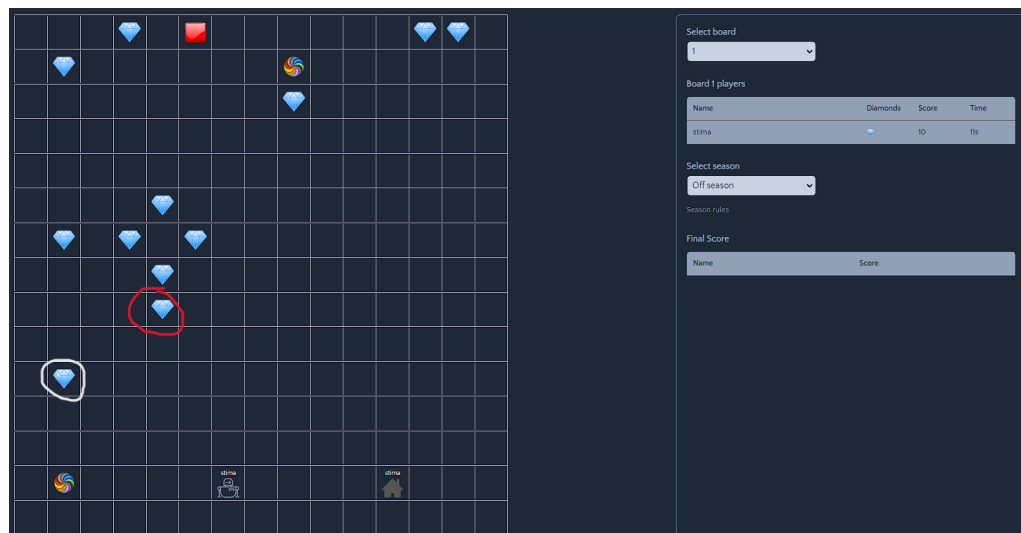 Select board
1
Board 1 players
Name Diamonds Score Time
stima 10 11s
Select season
Off season
Season rules
Final Score
Name Score
stima stima